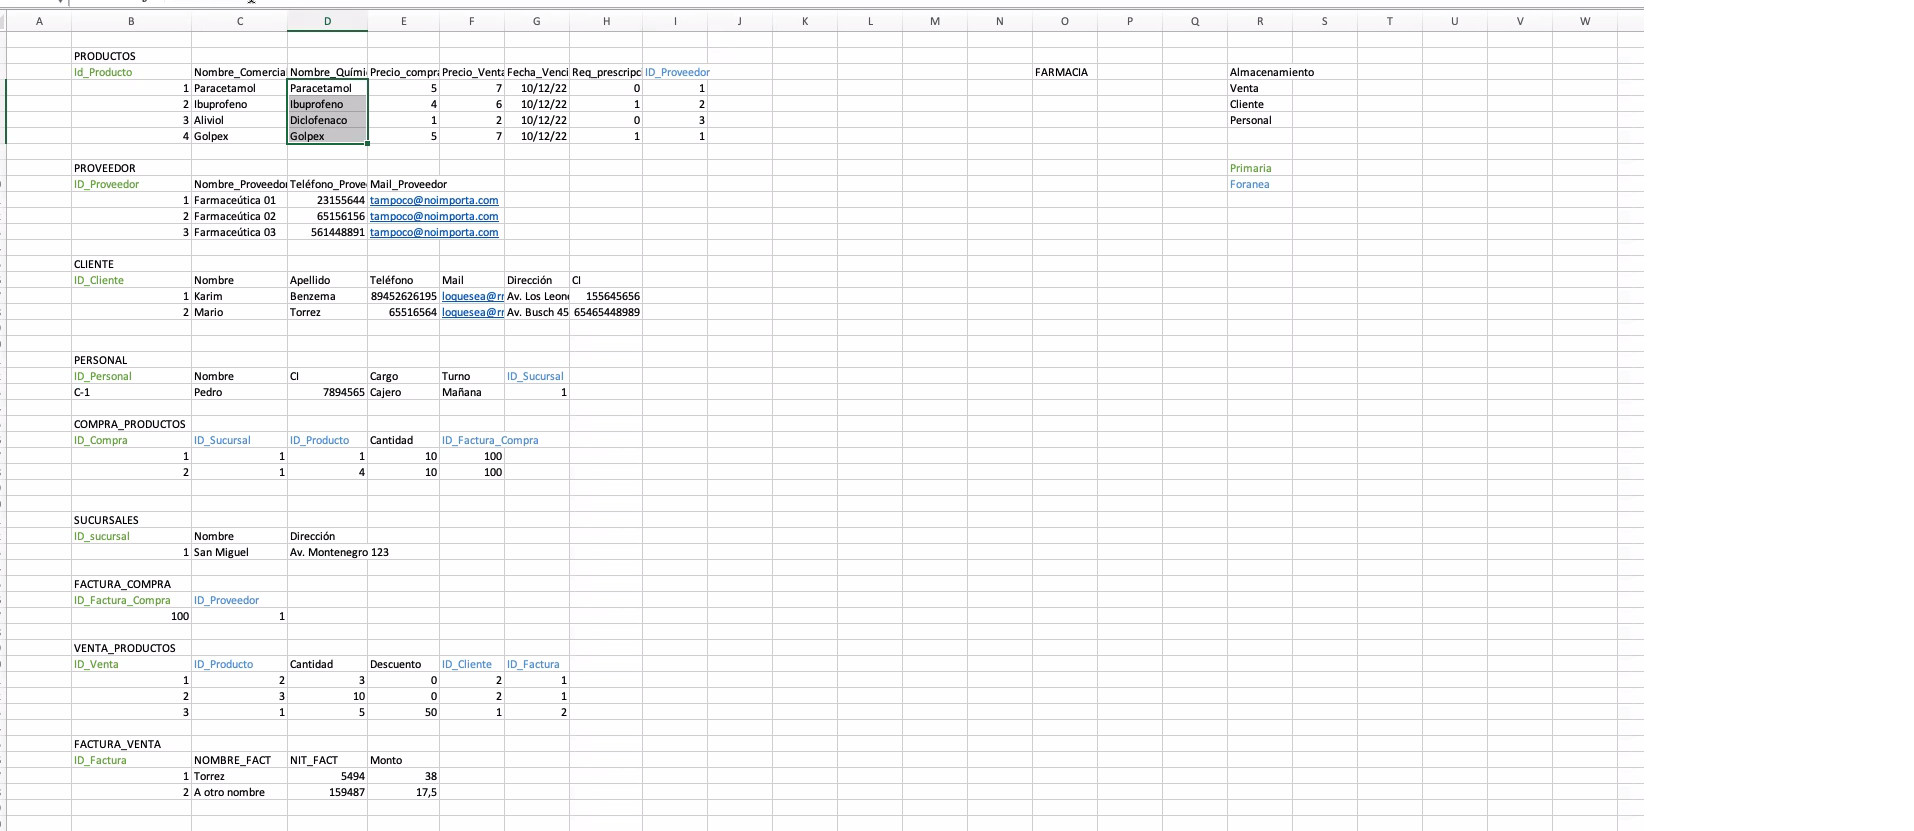 A B C D E F G H I J K L M N O P Q R S T U V W
PRODUCTOS
Id_Producto Nombre_Comercia Nombre_Quími Precio_compra Precio_Venta Fecha_Venci Req_prescripc ID_Proveedor FARMACIA Almacenamiento
1 Paracetamol Paracetamol 5 7 10/12/22 0 1 Venta
2 Ibuprofeno Ibuprofeno 4 6 10/12/22 1 2 Cliente
3 Aliviol Diclofenaco 1 2 10/12/22 0 3 Personal
4 Golpex Golpex 5 7 10/12/22 1 1
PROVEEDOR Primaria
ID_Proveedor Nombre_Proveedor Teléfono_Prove Mail_Proveedor Foranea
1 Farmaceútica 01 23155644 tampoco@noimporta.com
2 Farmaceútica 02 65156156 tampoco@noimporta.com
3 Farmaceútica 03 561448891 tampoco@noimporta.com
CLIENTE
ID_Cliente Nombre Apellido Teléfono Mail Dirección CI
1 Karim Benzema 89452626195 loquesea@ Av. Los Leone 155645656
2 Mario Torrez 65516564 loquesea@ Av. Busch 45 65465448989
PERSONAL
ID_Personal Nombre CI Cargo Turno ID_Sucursal
C-1 Pedro 7894565 Cajero Mañana 1
COMPRA_PRODUCTOS
ID_Compra ID_Sucursal ID_Producto Cantidad ID_Factura_Compra
1 1 1 10 100
2 1 4 10 100
SUCURSALES
ID_sucursal Nombre Dirección
1 San Miguel Av. Montenegro 123
FACTURA_COMPRA
ID_Factura_Compra ID_Proveedor
100 1
VENTA_PRODUCTOS
ID_Venta ID_Producto Cantidad Descuento ID_Cliente ID_Factura
1 2 3 0 2 1
2 3 10 0 2 1
3 1 5 50 1 2
FACTURA_VENTA
ID_Factura NOMBRE_FACT NIT_FACT Monto
1 Torrez 5494 38
2 A otro nombre 159487 17,5